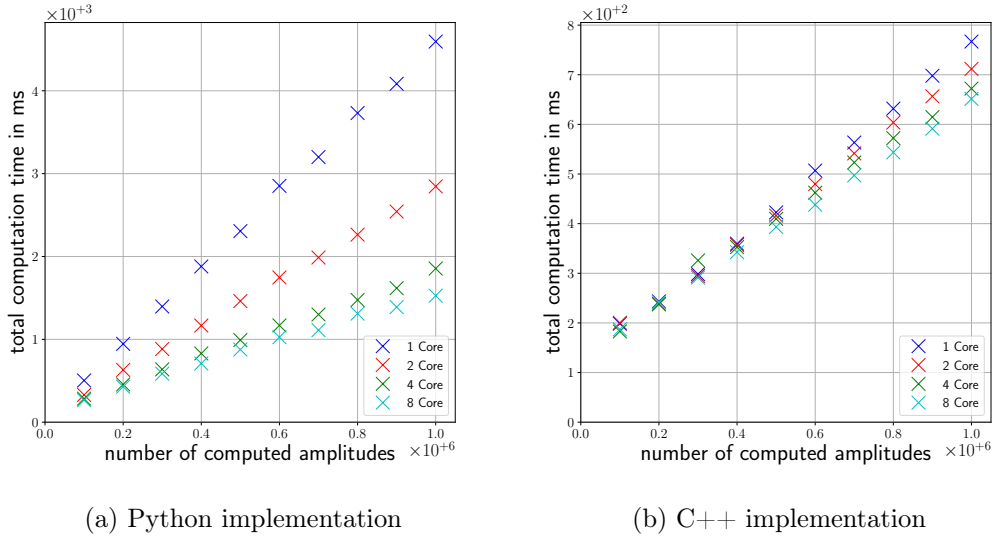 ×10⁺³
total computation time in ms
4
3
2
1
0
0.0 0.2 0.4 0.6 0.8 1.0
×10⁺⁶
number of computed amplitudes
1 Core
2 Core
4 Core
8 Core
(a) Python implementation
×10⁺²
total computation time in ms
8
7
6
5
4
3
2
1
0
0.0 0.2 0.4 0.6 0.8 1.0
×10⁺⁶
number of computed amplitudes
1 Core
2 Core
4 Core
8 Core
(b) C++ implementation